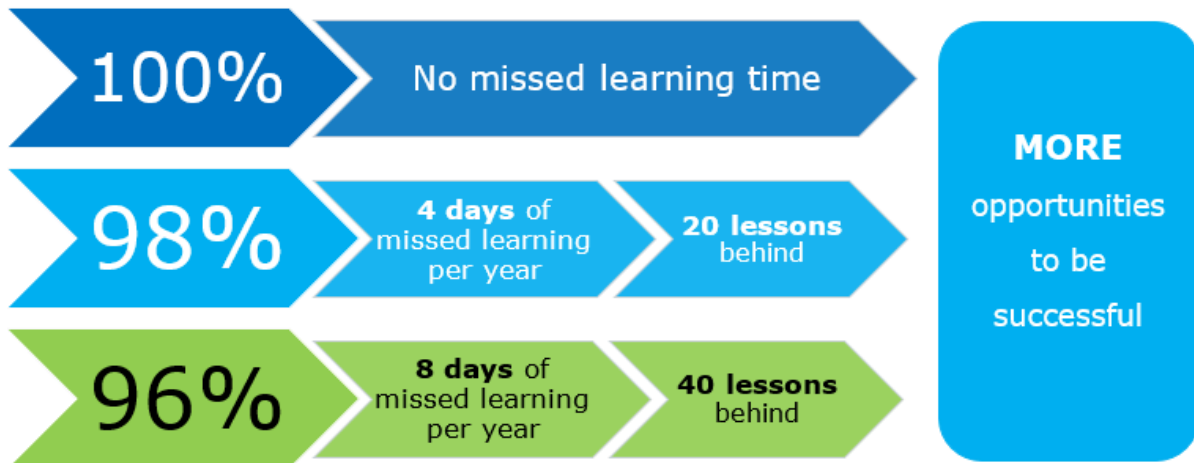 100%
No missed learning time
98%
4 days of
missed learning
per year
20 lessons
behind
96%
8 days of
missed learning
per year
40 lessons
behind
MORE
opportunities
to be
successful